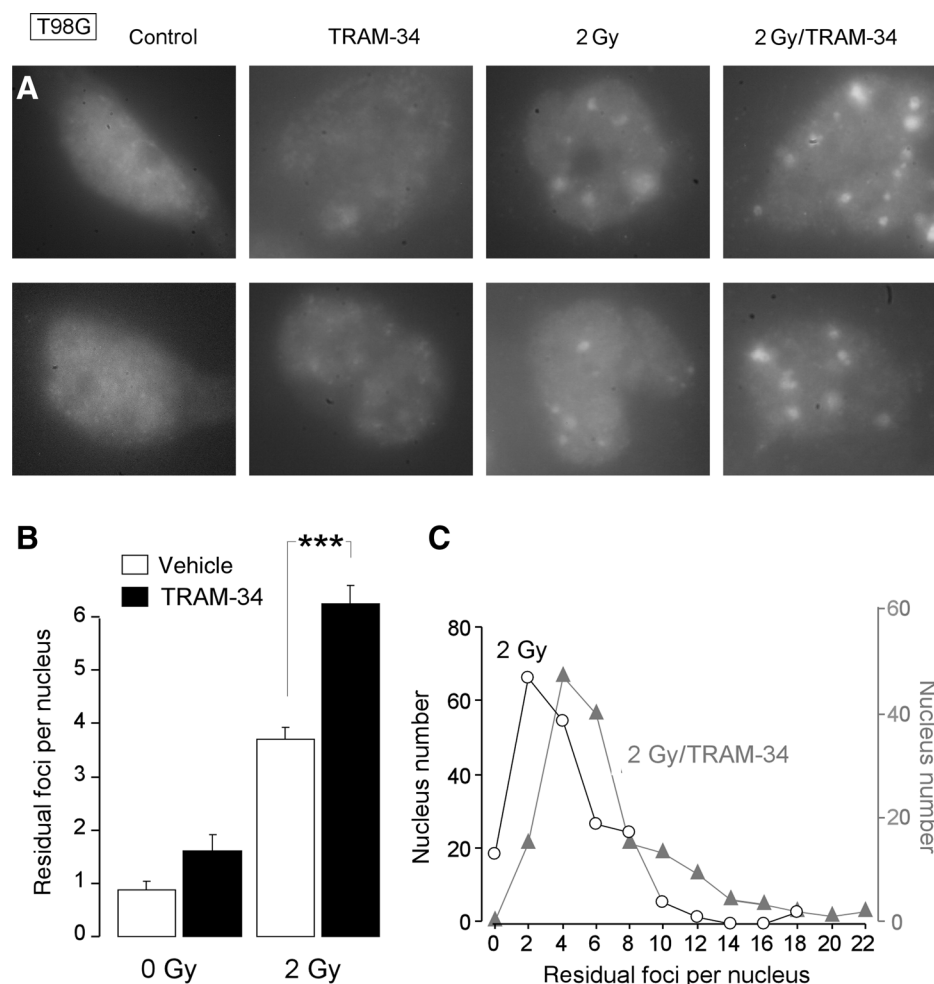 T98G
Control TRAM-34 2 Gy 2 Gy/TRAM-34
A
B
Vehicle
TRAM-34
***
Residual foci per nucleus
6
5
4
3
2
1
0
0 Gy 2 Gy
C
80
60
40
20
0
Nucleus number
2 Gy
2 Gy/TRAM-34
60
40
20
0
Nucleus number
0 2 4 6 8 10 12 14 16 18 20 22
Residual foci per nucleus